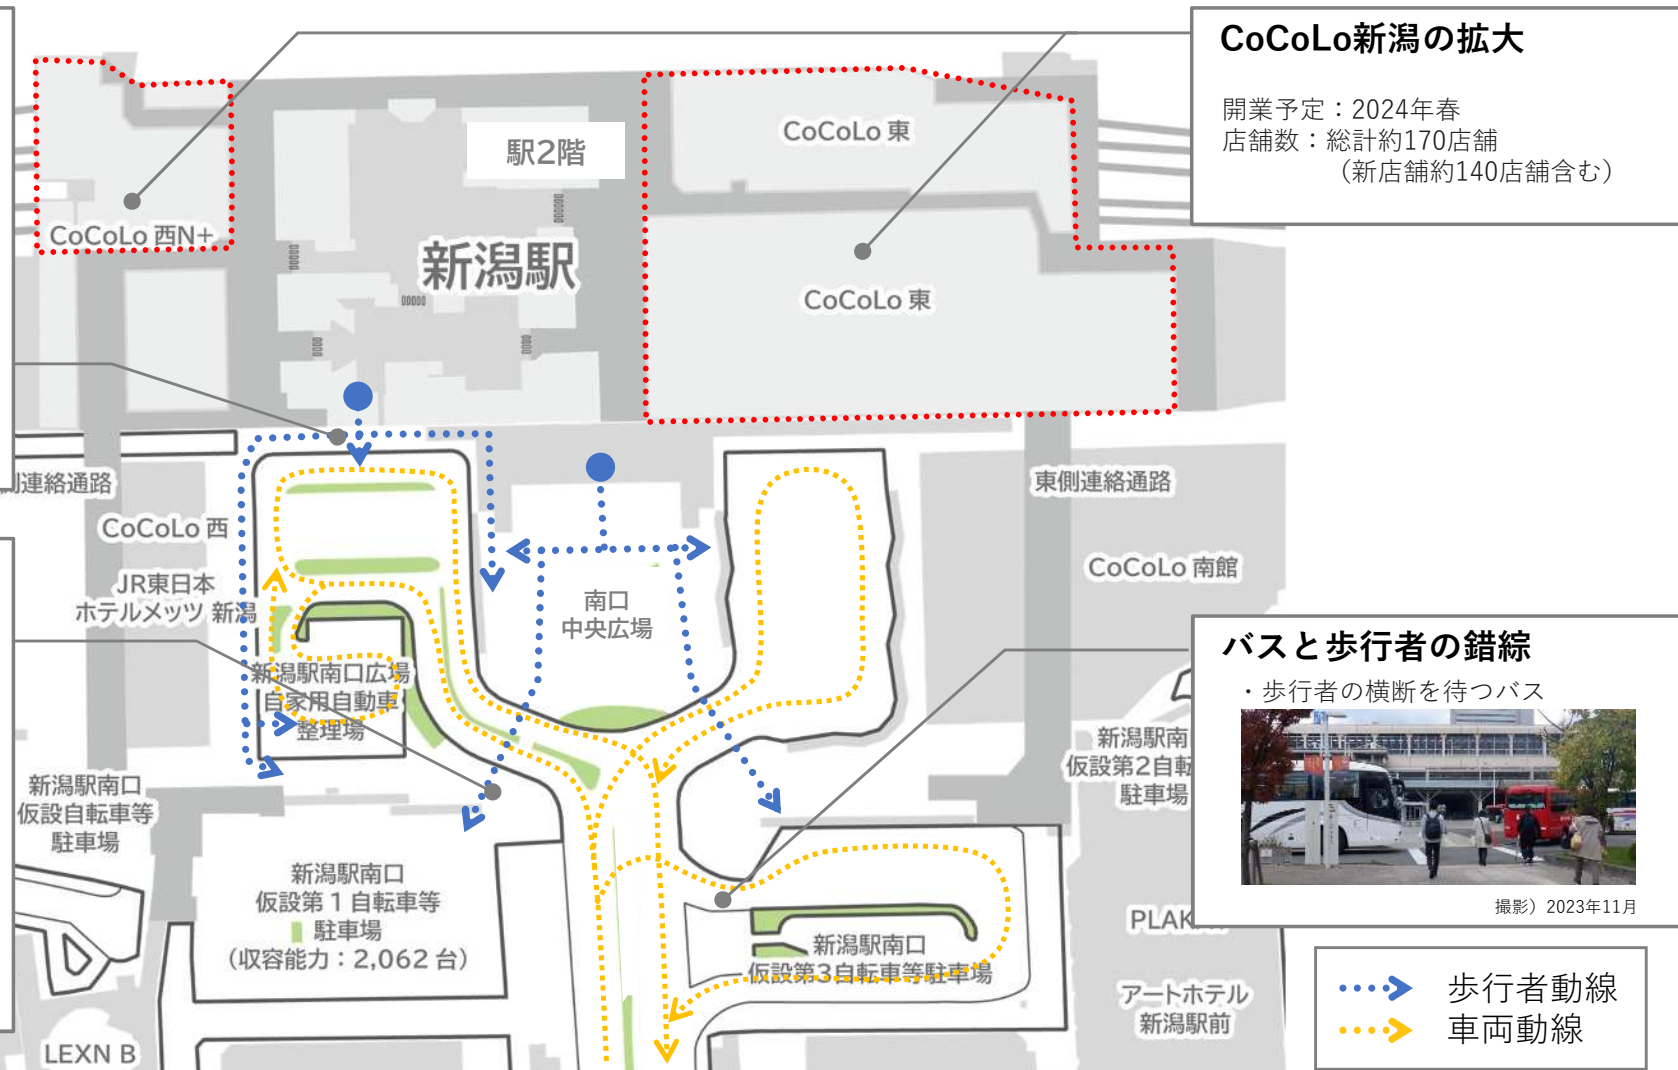 CoCoLo新潟の拡大
開業予定：2024年春
店舗数：総計約170店舗
（新店舗約140店舗含む）
駅2階
CoCoLo 東
CoCoLo 西N+
新潟駅
CoCoLo 東
側連絡通路
東側連絡通路
CoCoLo 西
CoCoLo 南館
JR東日本
ホテルメッツ 新潟
南口
中央広場
新潟駅南口広場
自家用自動車
整理場
バスと歩行者の錯綜
・歩行者の横断を待つバス
撮影）2023年11月
新潟駅南
仮設第2自転
駐車場
新潟駅南口
仮設自転車等
駐車場
新潟駅南口
仮設第１自転車等
駐車場
（収容能力：2,062 台）
新潟駅南口
仮設第3自転車等駐車場
PLAK
アートホテル
新潟駅前
LEXN B
歩行者動線
車両動線